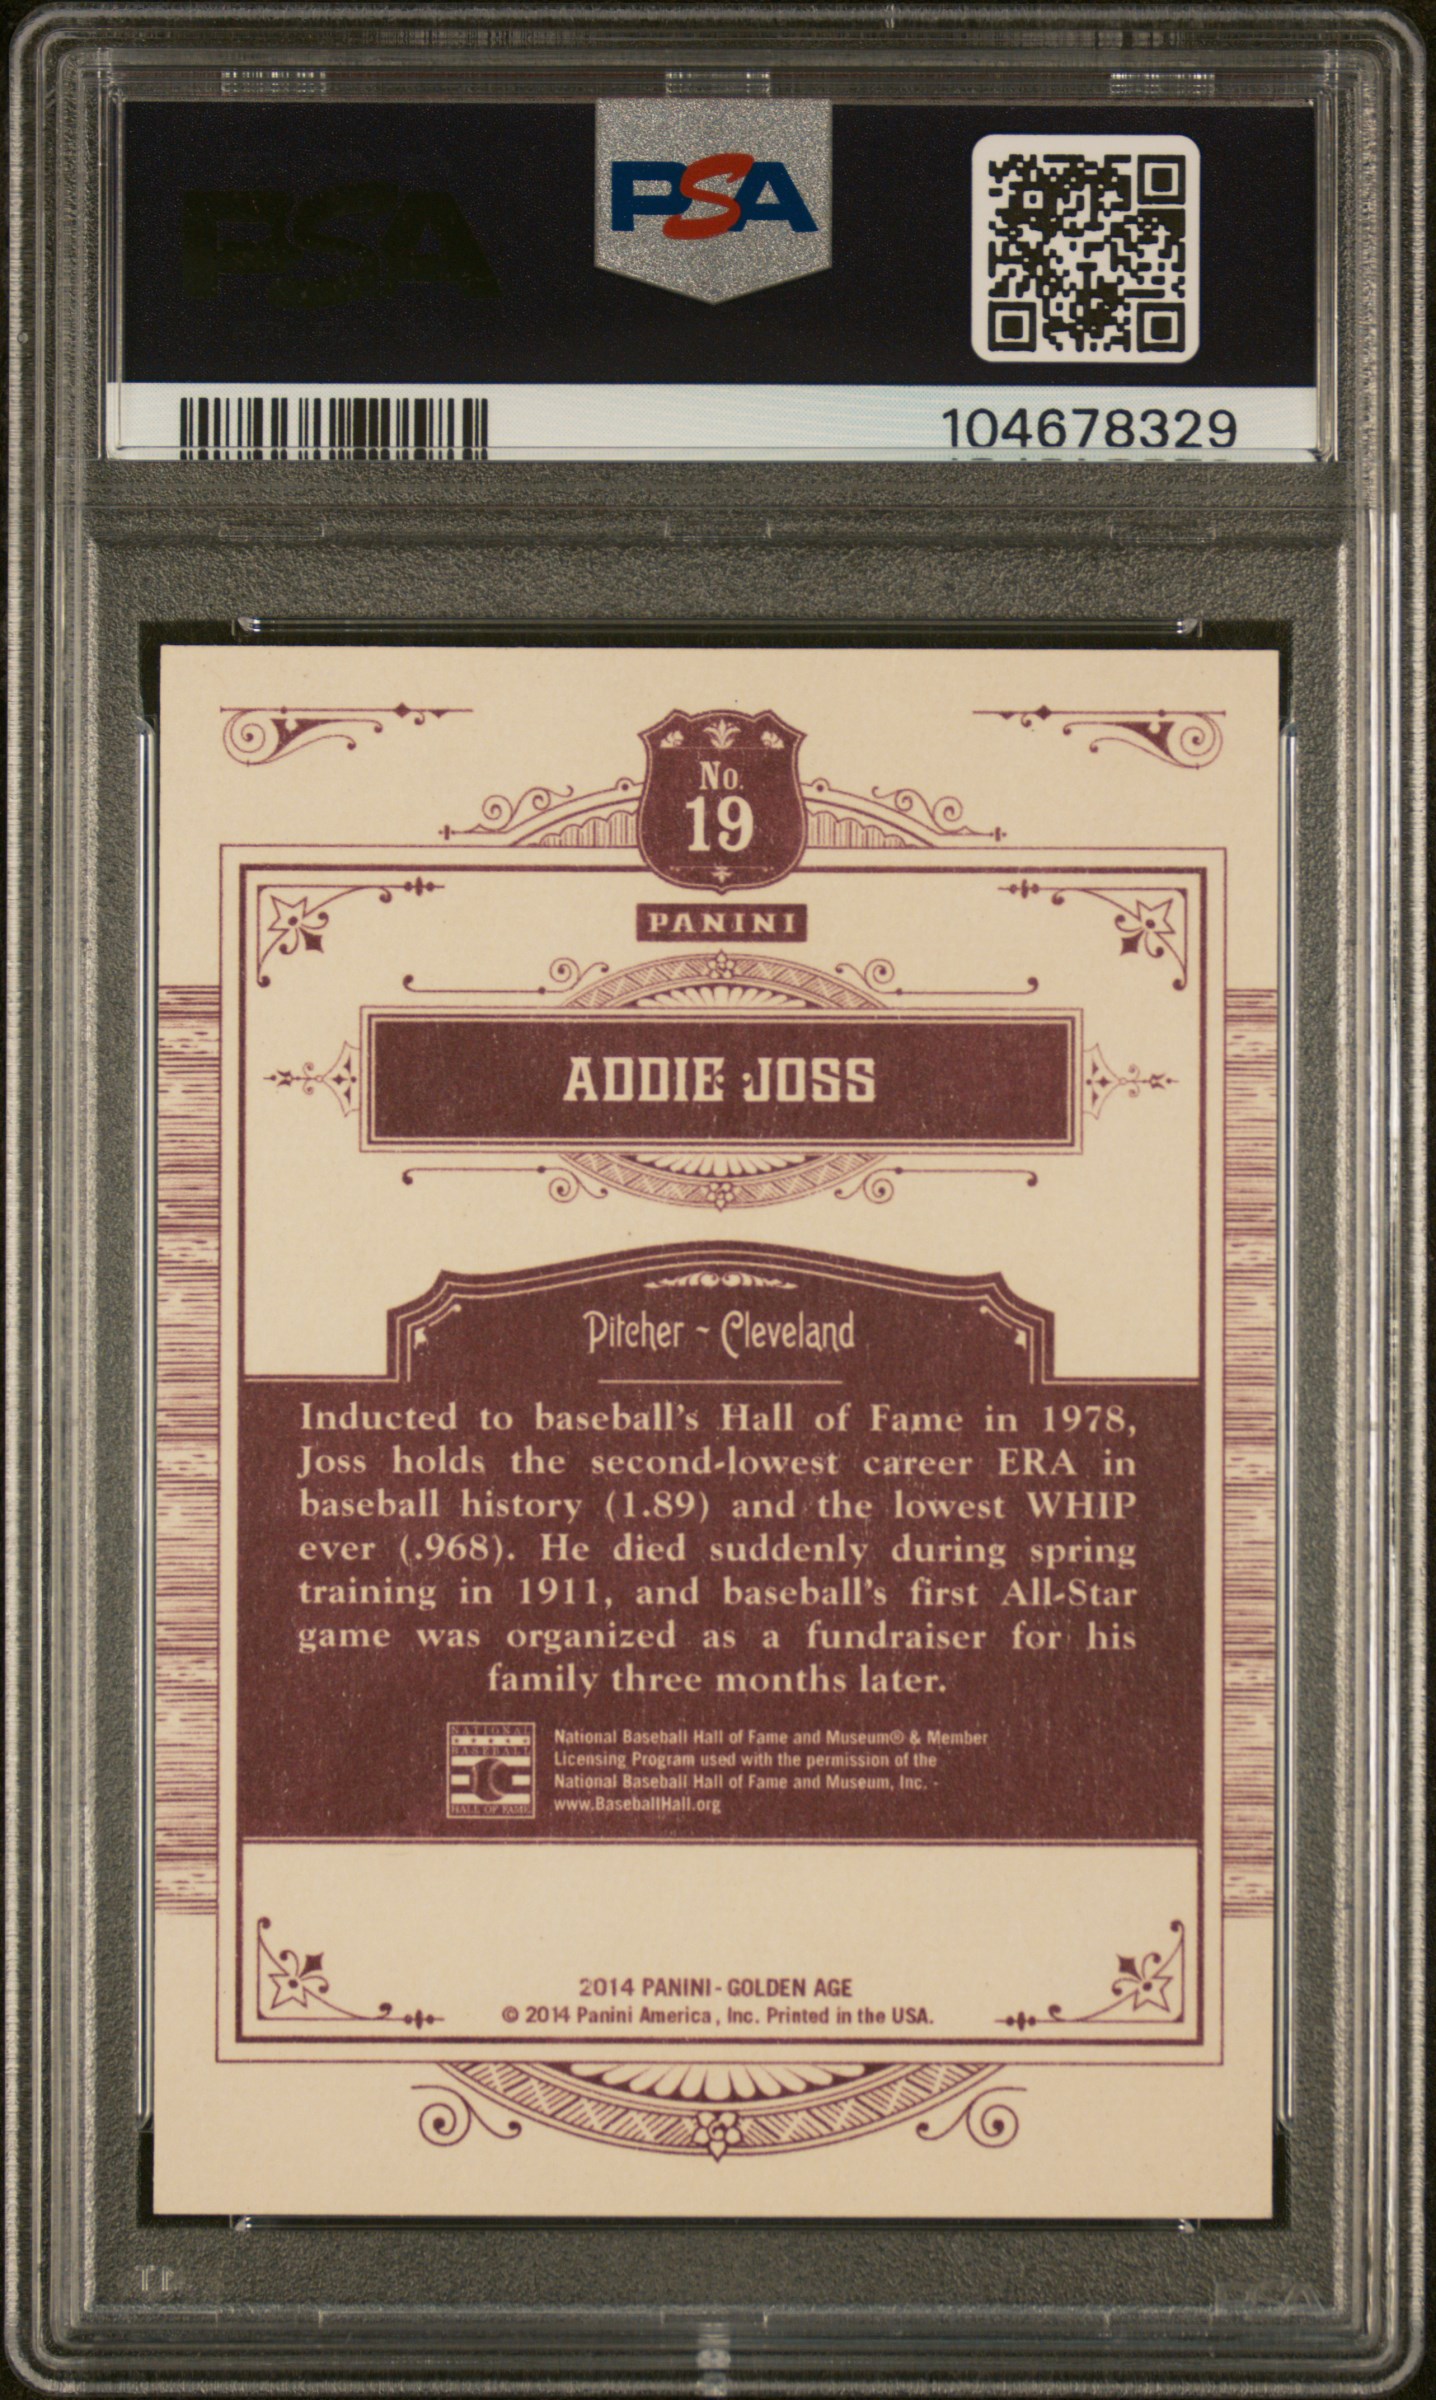 PSA
PSA
104678329
No.
19
PANINI
ADDIE JOSS
Pitcher ~ Cleveland
Inducted to baseball's Hall of Fame in 1978,
Joss holds the second-lowest career ERA in
baseball history (1.89) and the lowest WHIP
ever (.968). He died suddenly during spring
training in 1911, and baseball's first All-Star
game was organized as a fundraiser for his
family three months later.
NATIONAL
BASEBALL
HALL OF FAME
National Baseball Hall of Fame and Museum® & Member
Licensing Program used with the permission of the
National Baseball Hall of Fame and Museum, Inc. -
www.BaseballHall.org
2014 PANINI - GOLDEN AGE
© 2014 Panini America, Inc. Printed in the USA.